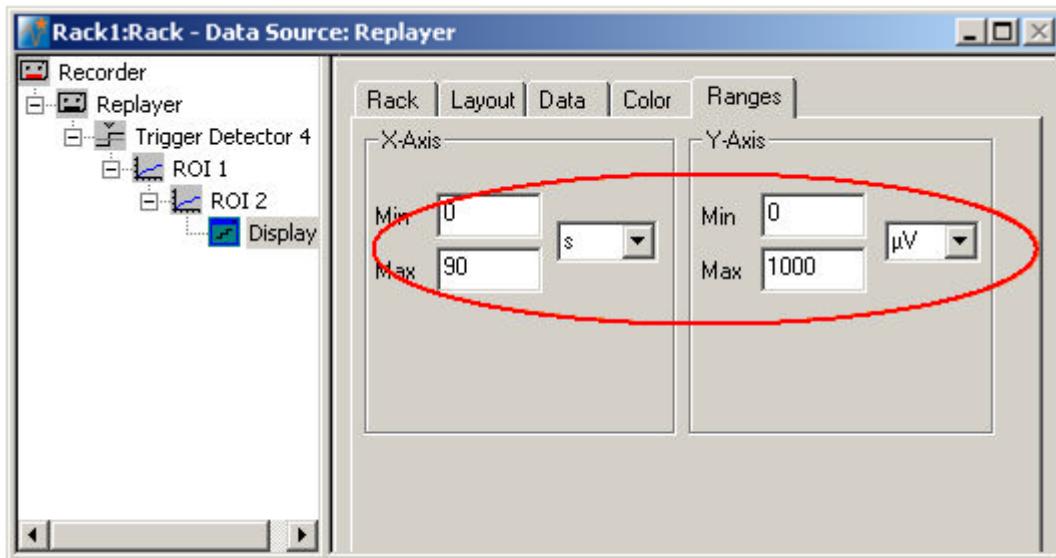 Rack1:Rack - Data Source: Replayer
Recorder
Replayer
Trigger Detector 4
ROI 1
ROI 2
Display
Rack Layout Data Color Ranges
X-Axis
Min 0
Max 90
s
Y-Axis
Min 0
Max 1000
µV